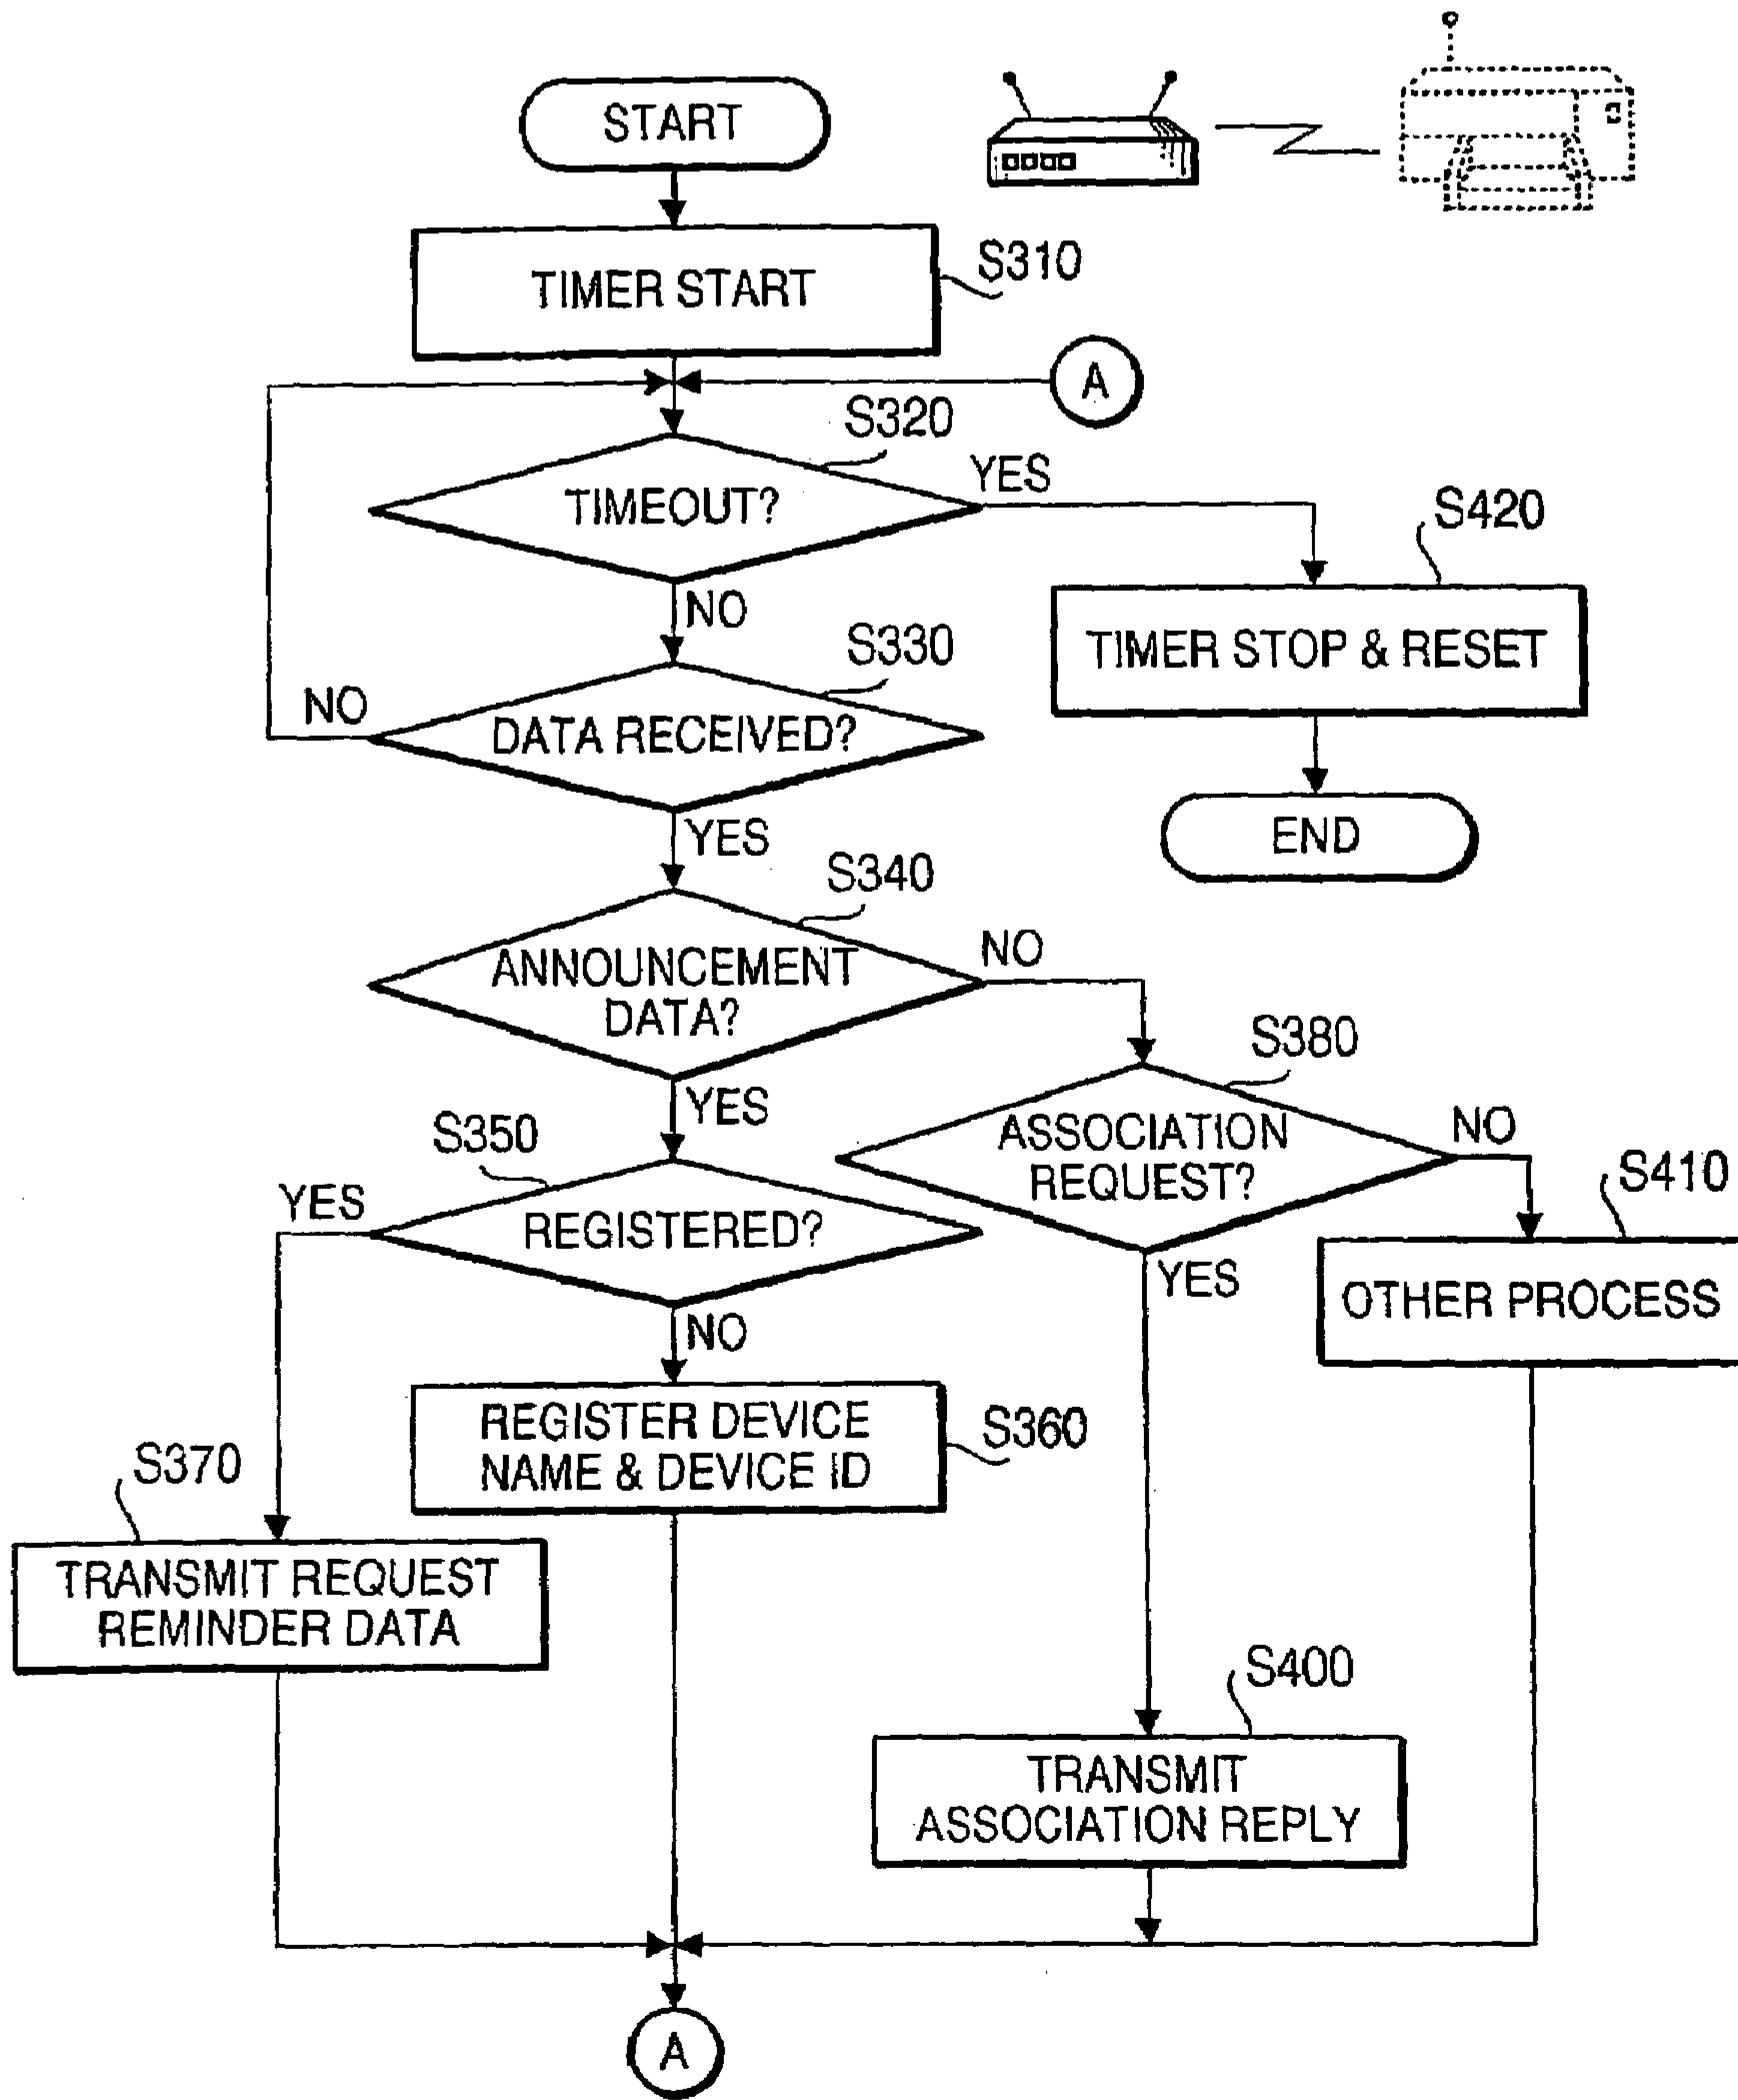 START
TIMER START
S310
A
S320
TIMEOUT?
YES
NO
S420
TIMER STOP & RESET
END
S330
DATA RECEIVED?
NO
YES
S340
ANNOUNCEMENT
DATA?
NO
YES
S380
ASSOCIATION
REQUEST?
NO
YES
S410
OTHER PROCESS
S350
REGISTERED?
YES
NO
S360
REGISTER DEVICE
NAME & DEVICE ID
S370
TRANSMIT REQUEST
REMINDER DATA
S400
TRANSMIT
ASSOCIATION REPLY
A